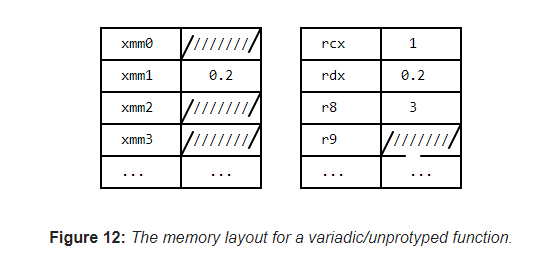 xmm0 //////// rcx 1
xmm1 0.2 rdx 0.2
xmm2 //////// r8 3
xmm3 //////// r9 ////////
... ... ... ...
Figure 12: The memory layout for a variadic/unprotyped function.